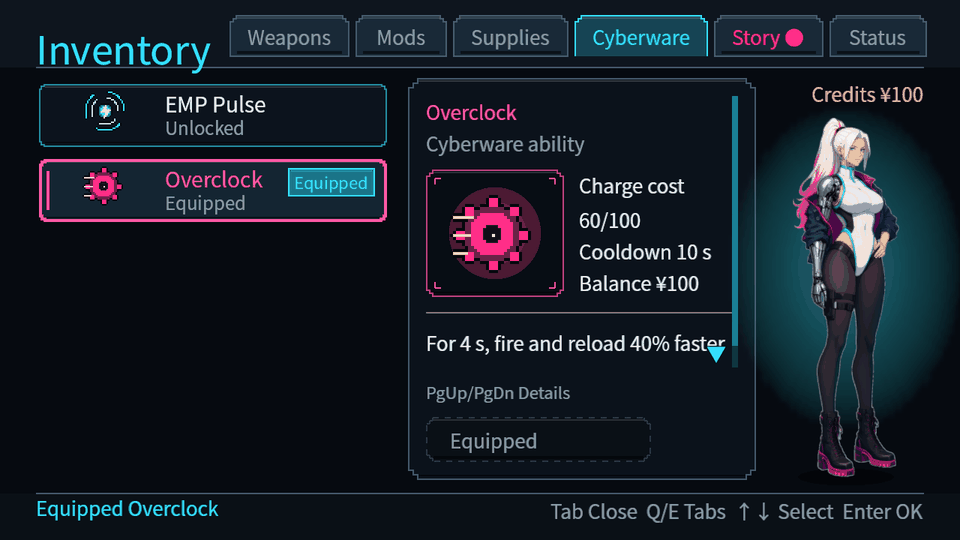 Inventory
Weapons
Mods
Supplies
Cyberware
Story
Status
Credits ¥100
EMP Pulse
Unlocked
Overclock
Equipped
Equipped
Overclock
Cyberware ability
Charge cost
60/100
Cooldown 10 s
Balance ¥100
For 4 s, fire and reload 40% faster
PgUp/PgDn Details
Equipped
Equipped Overclock
Tab Close Q/E Tabs ↑↓ Select Enter OK